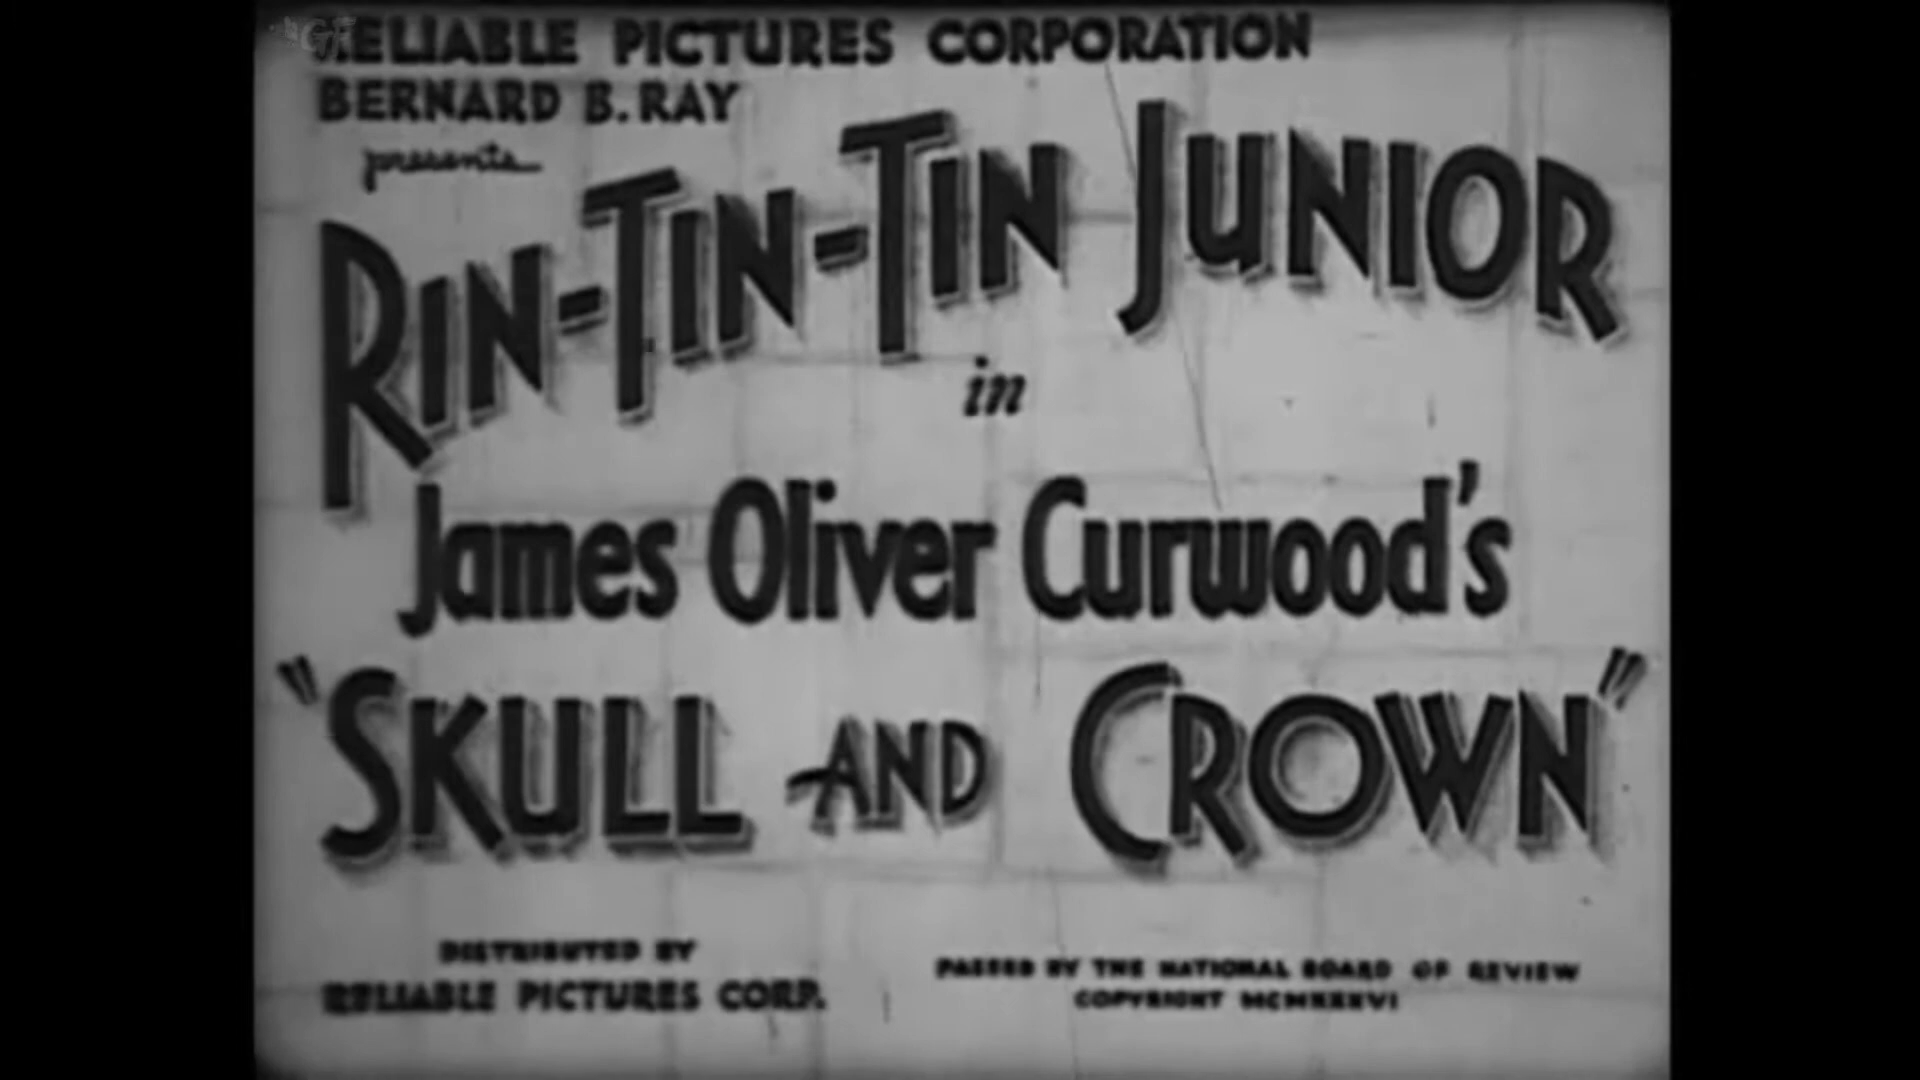 RELIABLE PICTURES CORPORATION
BERNARD B. RAY
presents
RIN-TIN-TIN JUNIOR
in
James Oliver Curwood's
"SKULL AND CROWN"
DISTRIBUTED BY
RELIABLE PICTURES CORP.
PASSED BY THE NATIONAL BOARD OF REVIEW
COPYRIGHT MCMXXXVI